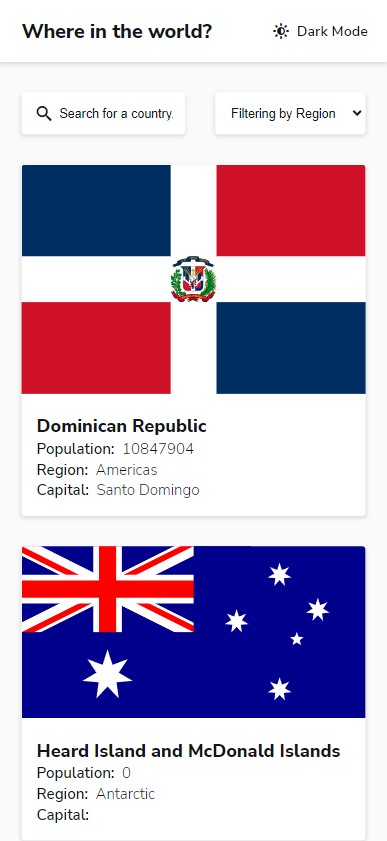 Where in the world?
Dark Mode
Search for a country.
Filtering by Region
Dominican Republic
Population: 10847904
Region: Americas
Capital: Santo Domingo
Heard Island and McDonald Islands
Population: 0
Region: Antarctic
Capital: